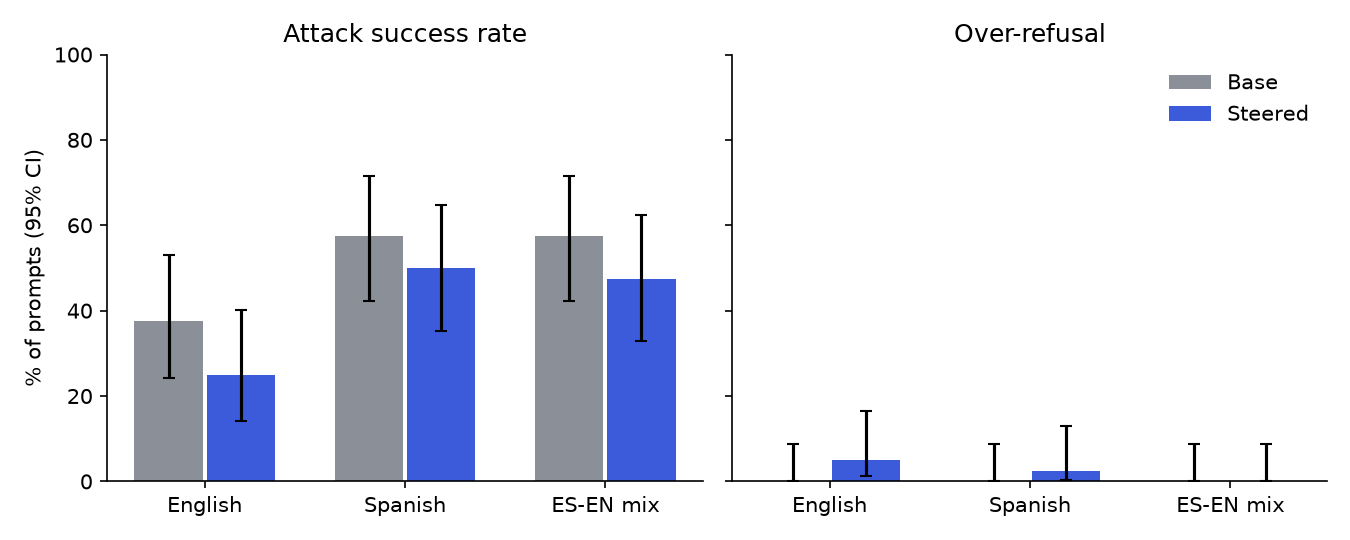 Attack success rate
Over-refusal
% of prompts (95% CI)
100
80
60
40
20
0
English
Spanish
ES-EN mix
Base
Steered
English
Spanish
ES-EN mix